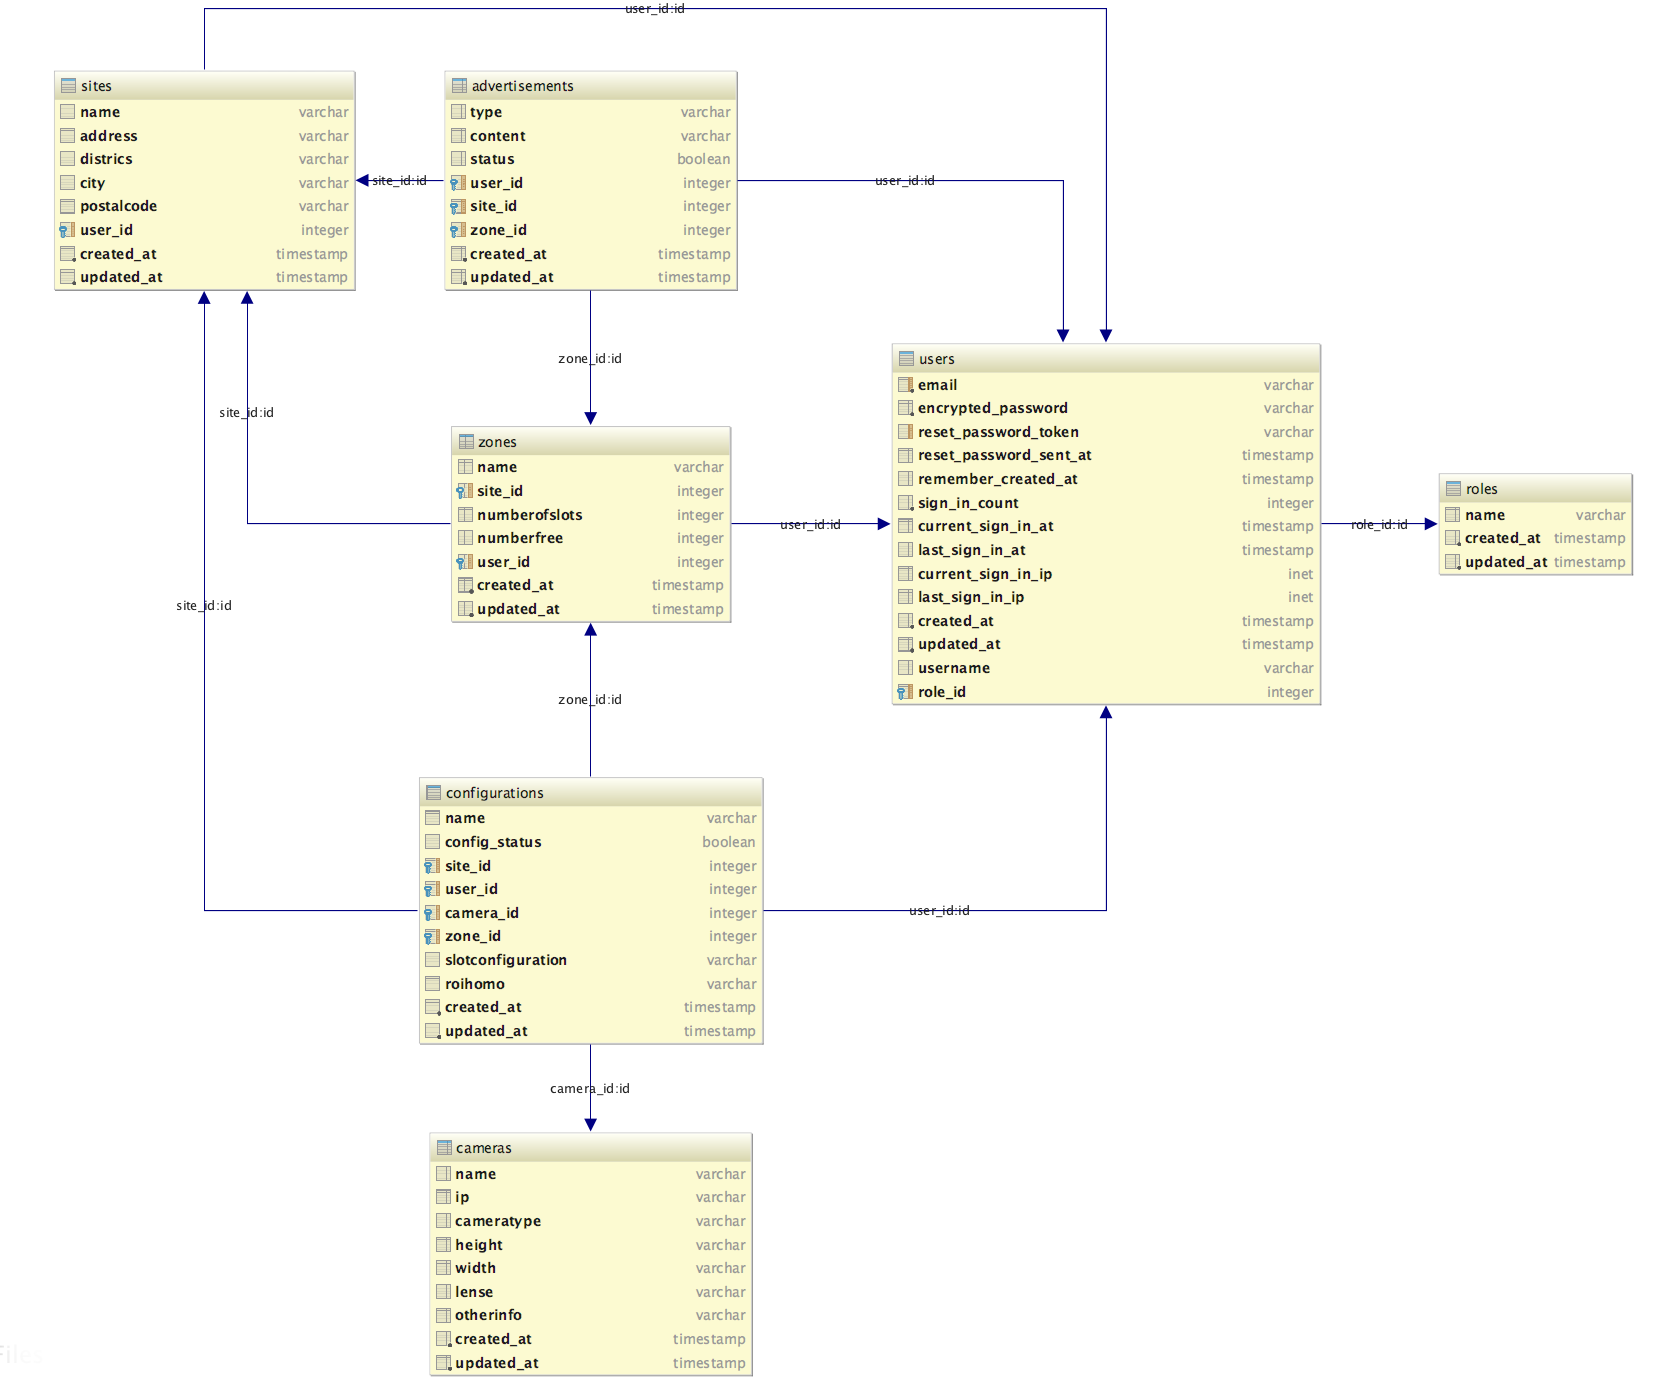 user_id:id
sites
name varchar
address varchar
districs varchar
city varchar
postalcode varchar
user_id integer
created_at timestamp
updated_at timestamp
site_id:id
advertisements
type varchar
content varchar
status boolean
user_id integer
site_id integer
zone_id integer
created_at timestamp
updated_at timestamp
user_id:id
zone_id:id
site_id:id
site_id:id
zones
name varchar
site_id integer
numberofslots integer
numberfree integer
user_id integer
created_at timestamp
updated_at timestamp
user_id:id
users
email varchar
encrypted_password varchar
reset_password_token varchar
reset_password_sent_at timestamp
remember_created_at timestamp
sign_in_count integer
current_sign_in_at timestamp
last_sign_in_at timestamp
current_sign_in_ip inet
last_sign_in_ip inet
created_at timestamp
updated_at timestamp
username varchar
role_id integer
role_id:id
roles
name varchar
created_at timestamp
updated_at timestamp
zone_id:id
configurations
name varchar
config_status boolean
site_id integer
user_id integer
camera_id integer
zone_id integer
slotconfiguration varchar
roihomo varchar
created_at timestamp
updated_at timestamp
user_id:id
camera_id:id
cameras
name varchar
ip varchar
cameratype varchar
height varchar
width varchar
lense varchar
otherinfo varchar
created_at timestamp
updated_at timestamp